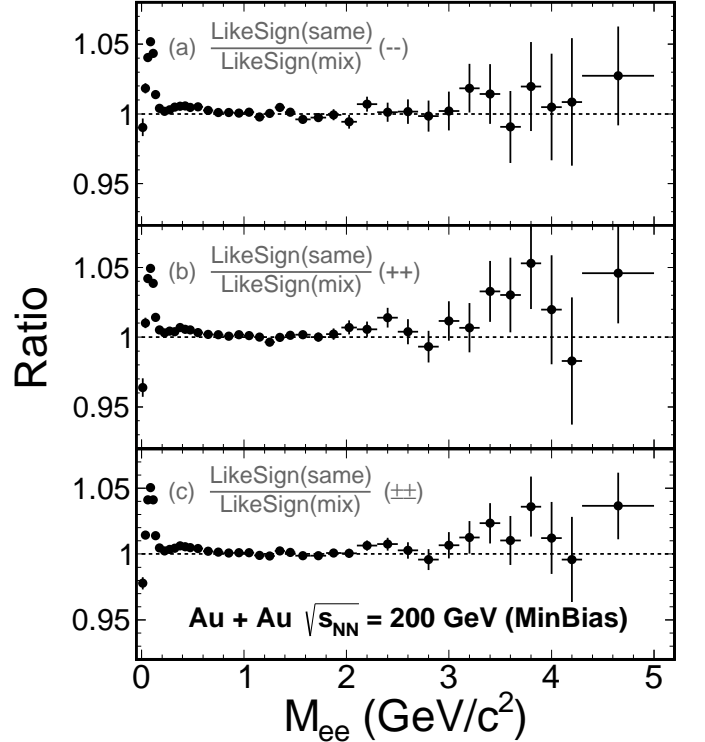 Ratio
1.05
1
0.95
(a) LikeSign(same)
LikeSign(mix) (--)
1.05
1
0.95
(b) LikeSign(same)
LikeSign(mix) (++)
1.05
1
0.95
(c) LikeSign(same)
LikeSign(mix) (±±)
Au + Au √s_NN = 200 GeV (MinBias)
0 1 2 3 4 5
M_ee (GeV/c²)